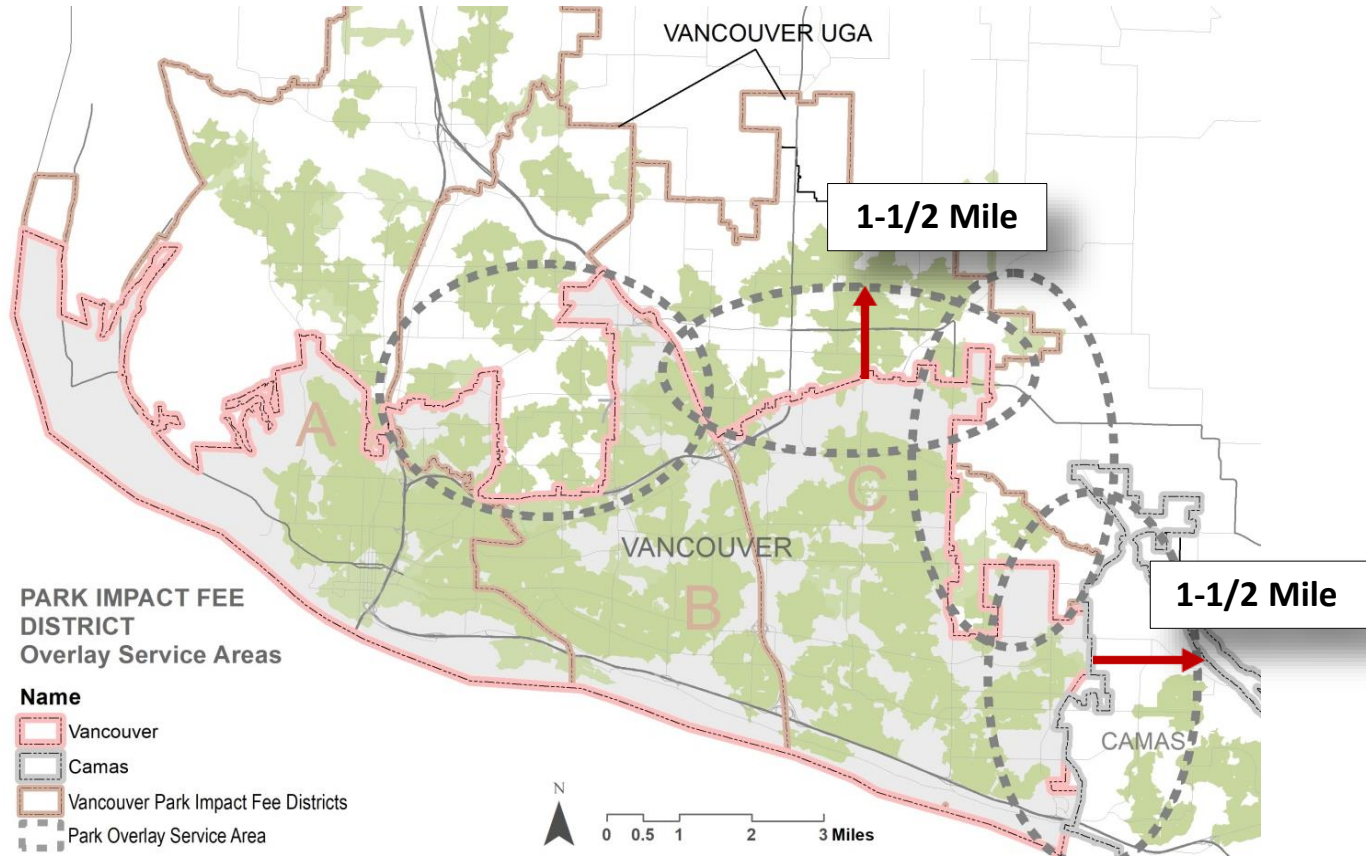 VANCOUVER UGA
1-1/2 Mile
7
A
C
VANCOUVER
B
1-1/2 Mile
CAMAS
PARK IMPACT FEE
DISTRICT
Overlay Service Areas
Name
Vancouver
Camas
Vancouver Park Impact Fee Districts
Park Overlay Service Area
N
0 0.5 1 2 3 Miles